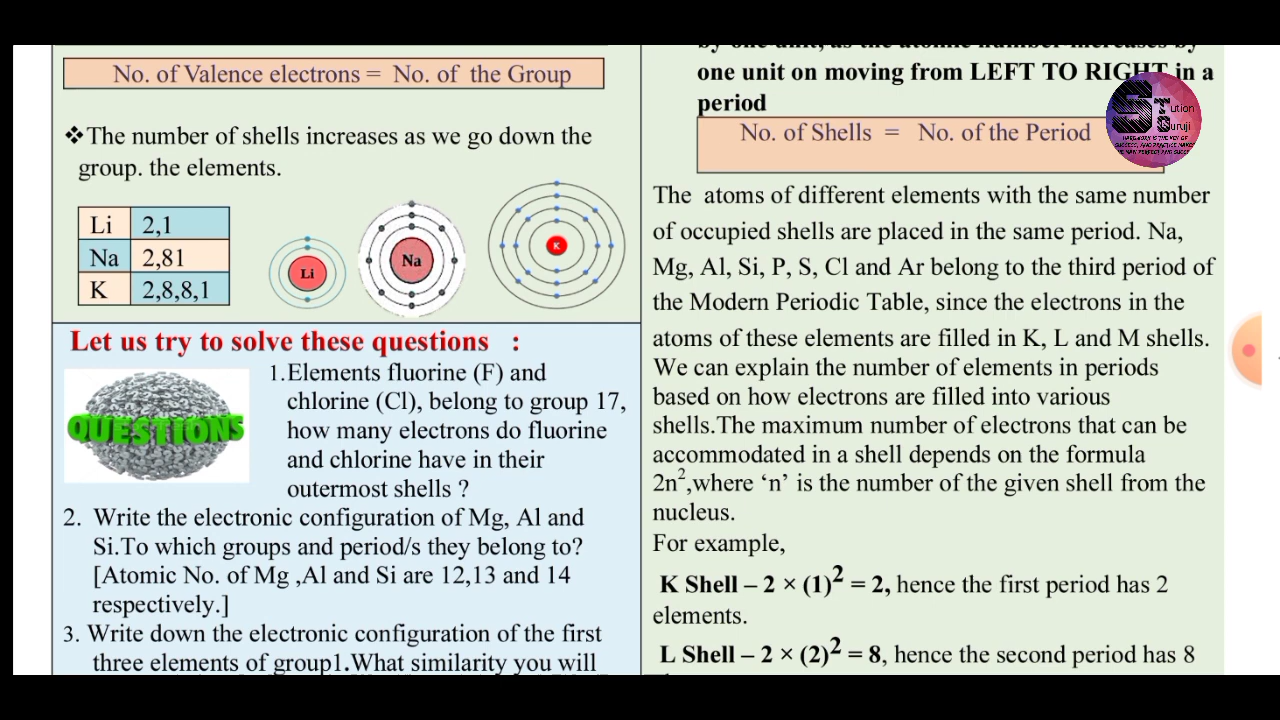 No. of Valence electrons = No. of the Group
❖The number of shells increases as we go down the
group. the elements.
Li 2,1
Na 2,81
K 2,8,8,1
Li
Na
K
Let us try to solve these questions :
QUESTIONS
1.Elements fluorine (F) and
chlorine (Cl), belong to group 17,
how many electrons do fluorine
and chlorine have in their
outermost shells ?
2. Write the electronic configuration of Mg, Al and
Si.To which groups and period/s they belong to?
[Atomic No. of Mg ,Al and Si are 12,13 and 14
respectively.]
3. Write down the electronic configuration of the first
three elements of group1.What similarity you will
by one unit, as the atomic number increases by
one unit on moving from LEFT TO RIGHT in a
period
No. of Shells = No. of the Period
The atoms of different elements with the same number
of occupied shells are placed in the same period. Na,
Mg, Al, Si, P, S, Cl and Ar belong to the third period of
the Modern Periodic Table, since the electrons in the
atoms of these elements are filled in K, L and M shells.
We can explain the number of elements in periods
based on how electrons are filled into various
shells.The maximum number of electrons that can be
accommodated in a shell depends on the formula
2n²,where ‘n’ is the number of the given shell from the
nucleus.
For example,
K Shell – 2 × (1)² = 2, hence the first period has 2
elements.
L Shell – 2 × (2)² = 8, hence the second period has 8